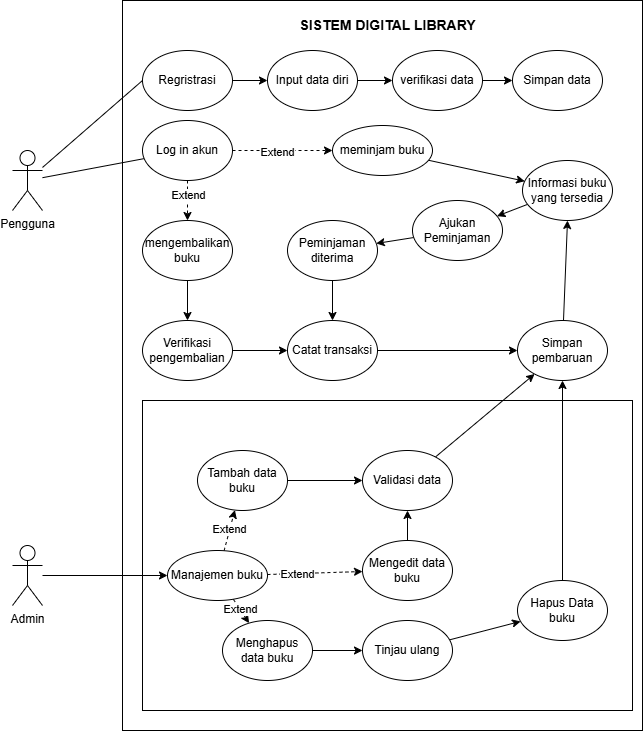 SISTEM DIGITAL LIBRARY
Regristrasi
Input data diri
verifikasi data
Simpan data
Log in akun
Extend
meminjam buku
Informasi buku
yang tersedia
Pengguna
Extend
Ajukan
Peminjaman
mengembalikan
buku
Peminjaman
diterima
Verifikasi
pengembalian
Catat transaksi
Simpan
pembaruan
Tambah data
buku
Validasi data
Extend
Manajemen buku
Extend
Mengedit data
buku
Admin
Extend
Hapus Data
buku
Menghapus
data buku
Tinjau ulang